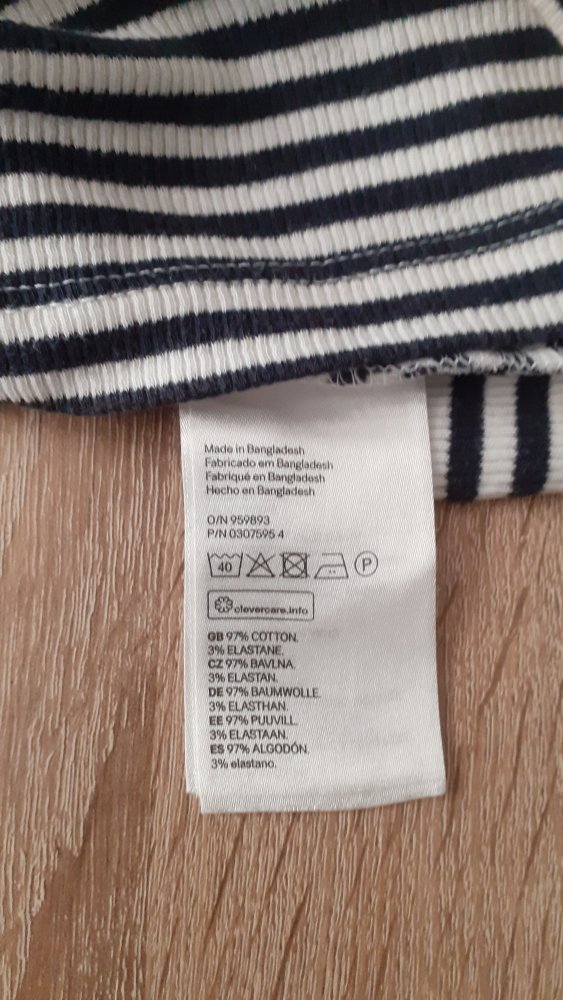 Made in Bangladesh
Fabricado em Bangladesh
Fabriqué en Bangladesh
Hecho en Bangladesh
O/N 959893
P/N 0307595 4
40 P
clevercare.info
GB 97% COTTON.
3% ELASTANE.
CZ 97% BAVLNA.
3% ELASTAN.
DE 97% BAUMWOLLE.
3% ELASTHAN.
EE 97% PUUVILL.
3% ELASTAAN.
ES 97% ALGODÓN.
3% elastano.